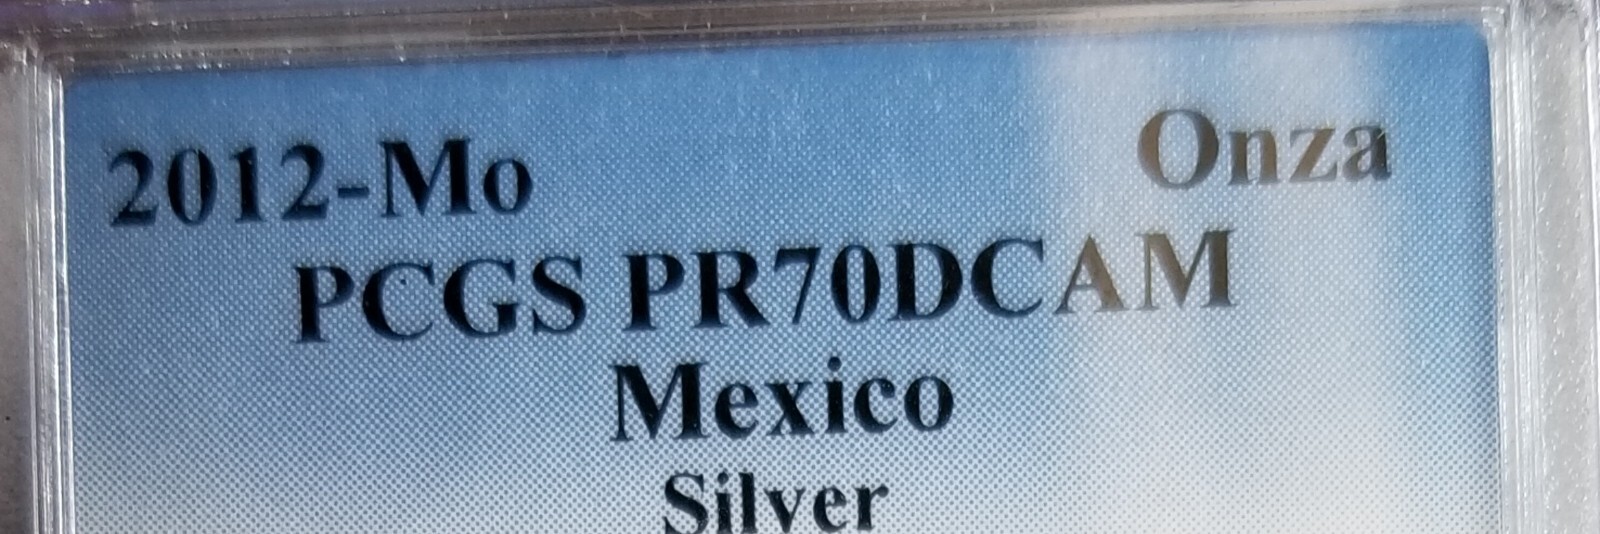 2012-Mo Onza
PCGS PR70DCAM
Mexico
Silver